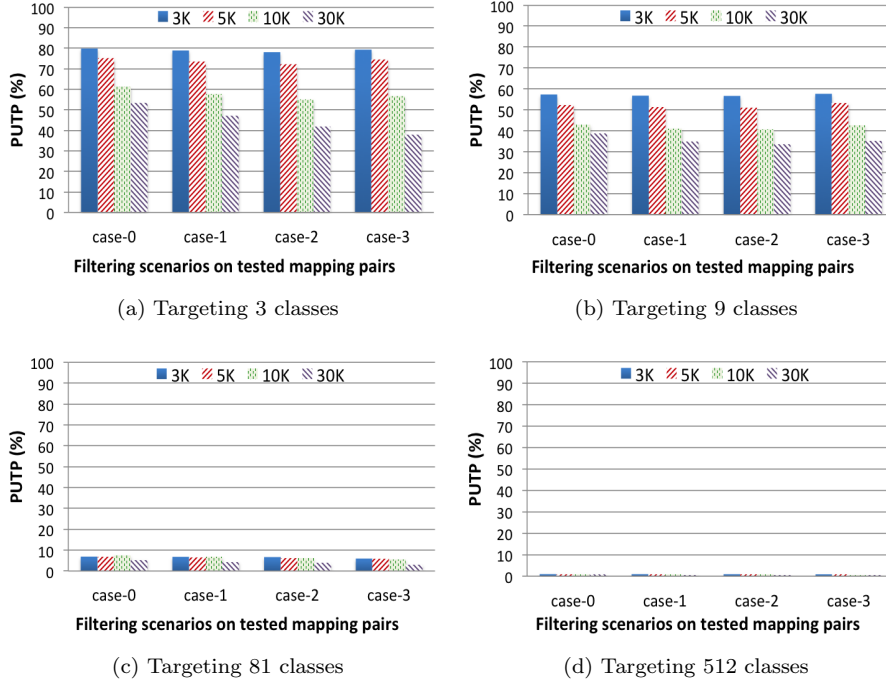 3K 5K 10K 30K
100
90
80
70
60
50
40
30
20
10
0
PUTP (%)
case-0 case-1 case-2 case-3
Filtering scenarios on tested mapping pairs
(a) Targeting 3 classes
3K 5K 10K 30K
100
90
80
70
60
50
40
30
20
10
0
PUTP (%)
case-0 case-1 case-2 case-3
Filtering scenarios on tested mapping pairs
(b) Targeting 9 classes
3K 5K 10K 30K
100
90
80
70
60
50
40
30
20
10
0
PUTP (%)
case-0 case-1 case-2 case-3
Filtering scenarios on tested mapping pairs
(c) Targeting 81 classes
3K 5K 10K 30K
100
90
80
70
60
50
40
30
20
10
0
PUTP (%)
case-0 case-1 case-2 case-3
Filtering scenarios on tested mapping pairs
(d) Targeting 512 classes